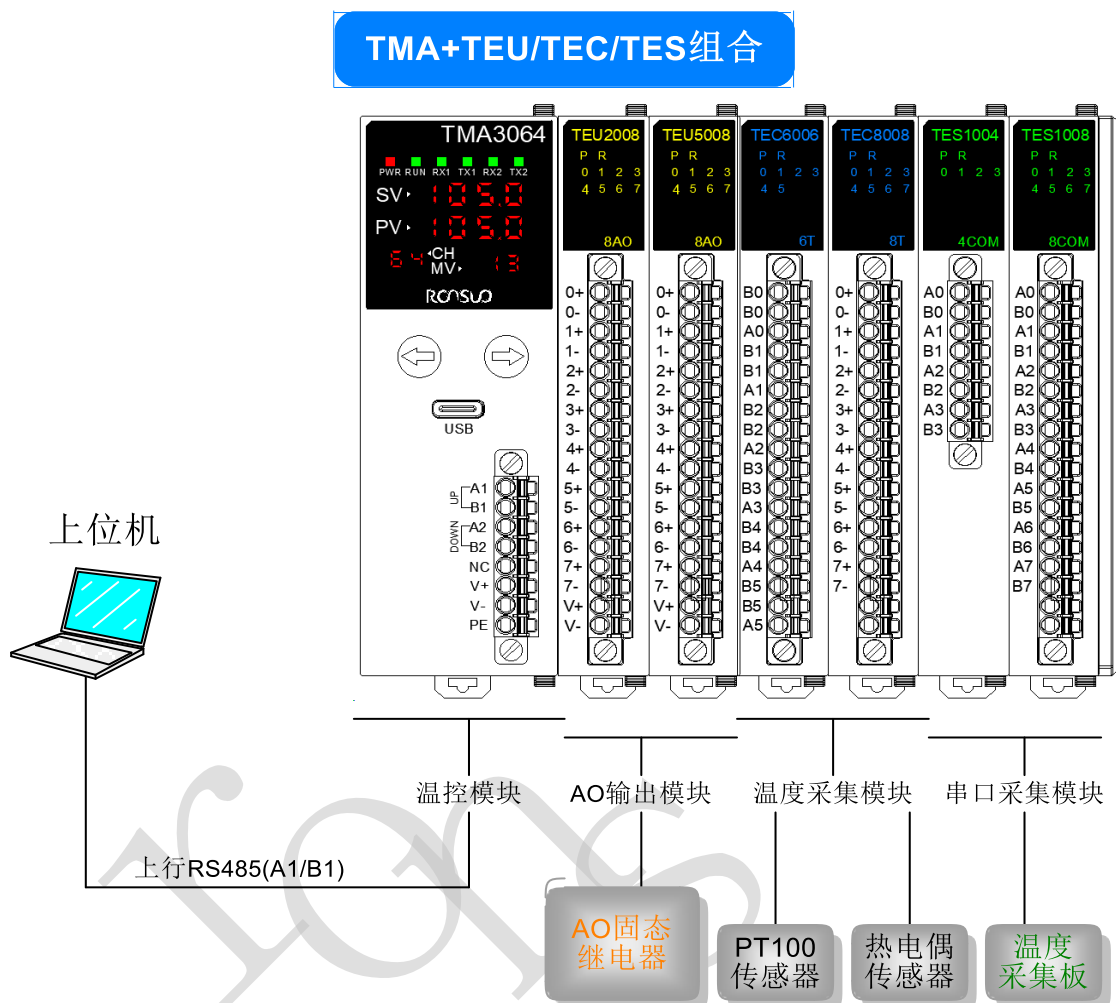 TMA+TEU/TEC/TES组合
TMA3064
PWR RUN RX1 TX1 RX2 TX2
SV 105.0
PV 105.0
64 CH
MV 13
USB
UP
A1
B1
DOWN
A2
B2
NC
V+
V-
PE
TEU2008
P R
0 1 2 3
4 5 6 7
8AO
0+
0-
1+
1-
2+
2-
3+
3-
4+
4-
5+
5-
6+
6-
7+
7-
V+
V-
TEU5008
P R
0 1 2 3
4 5 6 7
8AO
0+
0-
1+
1-
2+
2-
3+
3-
4+
4-
5+
5-
6+
6-
7+
7-
V+
V-
TEC6006
P R
0 1 2 3
4 5
6T
B0
B0
A0
B1
B1
A1
B2
B2
A2
B3
B3
A3
B4
B4
A4
B5
B5
A5
TEC8008
P R
0 1 2 3
4 5 6 7
8T
0+
0-
1+
1-
2+
2-
3+
3-
4+
4-
5+
5-
6+
6-
7+
7-
TES1004
P R
0 1 2 3
4COM
A0
B0
A1
B1
A2
B2
A3
B3
TES1008
P R
0 1 2 3
4 5 6 7
8COM
A0
B0
A1
B1
A2
B2
A3
B3
A4
B4
A5
B5
A6
B6
A7
B7
上位机
温控模块
AO输出模块
温度采集模块
串口采集模块
上行RS485(A1/B1)
AO固态
继电器
PT100
传感器
热电偶
传感器
温度
采集板